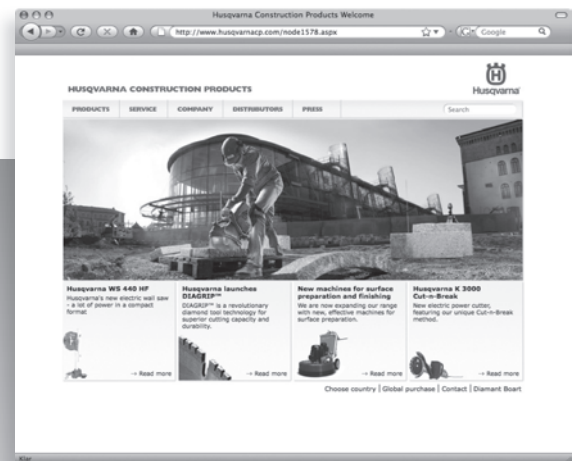 Husqvarna Construction Products Welcome
http://www.husqvarnacp.com/node1578.aspx
Google
Husqvarna
HUSQVARNA CONSTRUCTION PRODUCTS
PRODUCTS SERVICE COMPANY DISTRIBUTORS PRESS Search
Husqvarna WS 440 HF
Husqvarna's new electric wall saw
- a lot of power in a compact
format
→ Read more
Husqvarna launches
DIAGRIP™
DIAGRIP™ is a revolutionary
diamond tool technology for
superior cutting capacity and
durability.
→ Read more
New machines for surface
preparation and finishing
We are now expanding our range
with new, effective machines for
surface preparation.
→ Read more
Husqvarna K 3000
Cut-n-Break
New electric power cutter,
featuring our unique Cut-n-Break
method.
→ Read more
Choose country | Global purchase | Contact | Diamant Boart
Klar